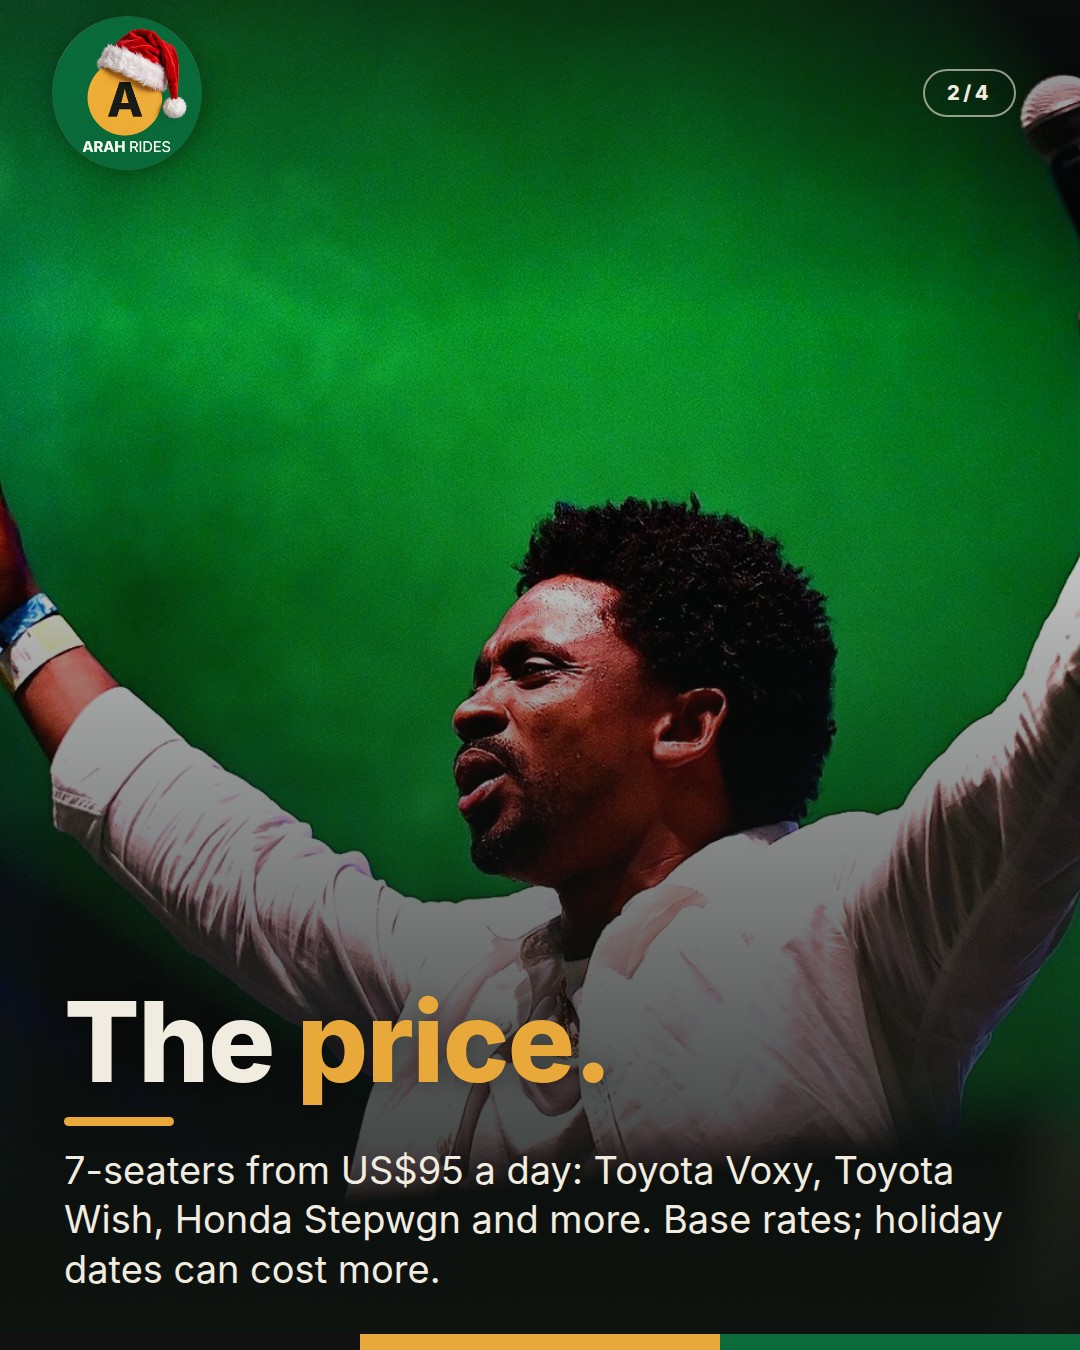 A
ARAH RIDES
2/4
The price.
7-seaters from US$95 a day: Toyota Voxy, Toyota
Wish, Honda Stepwgn and more. Base rates; holiday
dates can cost more.